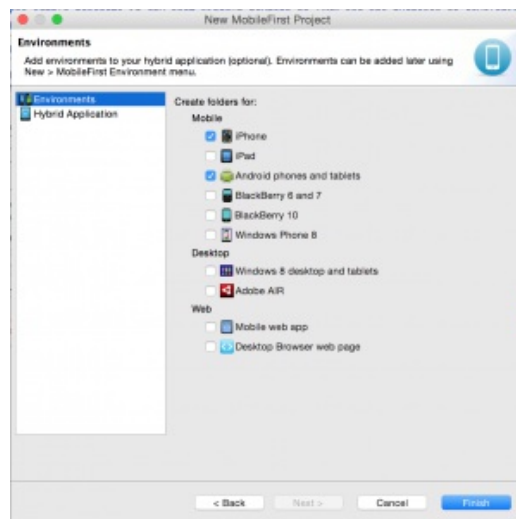 New MobileFirst Project
Environments
Add environments to your hybrid application (optional). Environments can be added later using
New > MobileFirst Environment menu.
Environments
Hybrid Application
Create folders for:
Mobile
iPhone
iPad
Android phones and tablets
BlackBerry 6 and 7
BlackBerry 10
Windows Phone 8
Desktop
Windows 8 desktop and tablets
Adobe AIR
Web
Mobile web app
Desktop Browser web page
< Back
Next >
Cancel
Finish